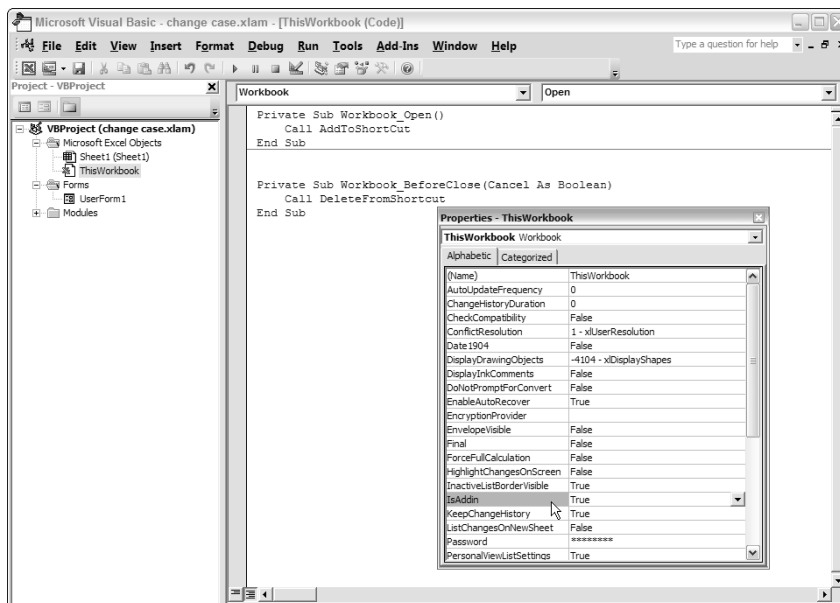 Microsoft Visual Basic - change case.xlam - [ThisWorkbook (Code)]
File Edit View Insert Format Debug Run Tools Add-Ins Window Help
Type a question for help
Project - VBProject
VBProject (change case.xlam)
Microsoft Excel Objects
Sheet1 (Sheet1)
ThisWorkbook
Forms
UserForm1
Modules
Workbook
Open
Private Sub Workbook_Open()
Call AddToShortCut
End Sub
Private Sub Workbook_BeforeClose(Cancel As Boolean)
Call DeleteFromShortcut
End Sub
Properties - ThisWorkbook
ThisWorkbook Workbook
Alphabetic Categorized
(Name) ThisWorkbook
AutoUpdateFrequency 0
ChangeHistoryDuration 0
CheckCompatibility False
ConflictResolution 1 - xlUserResolution
Date1904 False
DisplayDrawingObjects -4104 - xlDisplayShapes
DisplayInkComments False
DoNotPromptForConvert False
EnableAutoRecover True
EncryptionProvider
EnvelopeVisible False
Final False
ForceFullCalculation False
HighlightChangesOnScreen False
InactiveListBorderVisible True
IsAddin True
KeepChangeHistory True
ListChangesOnNewSheet False
Password ********
PersonalViewListSettings True